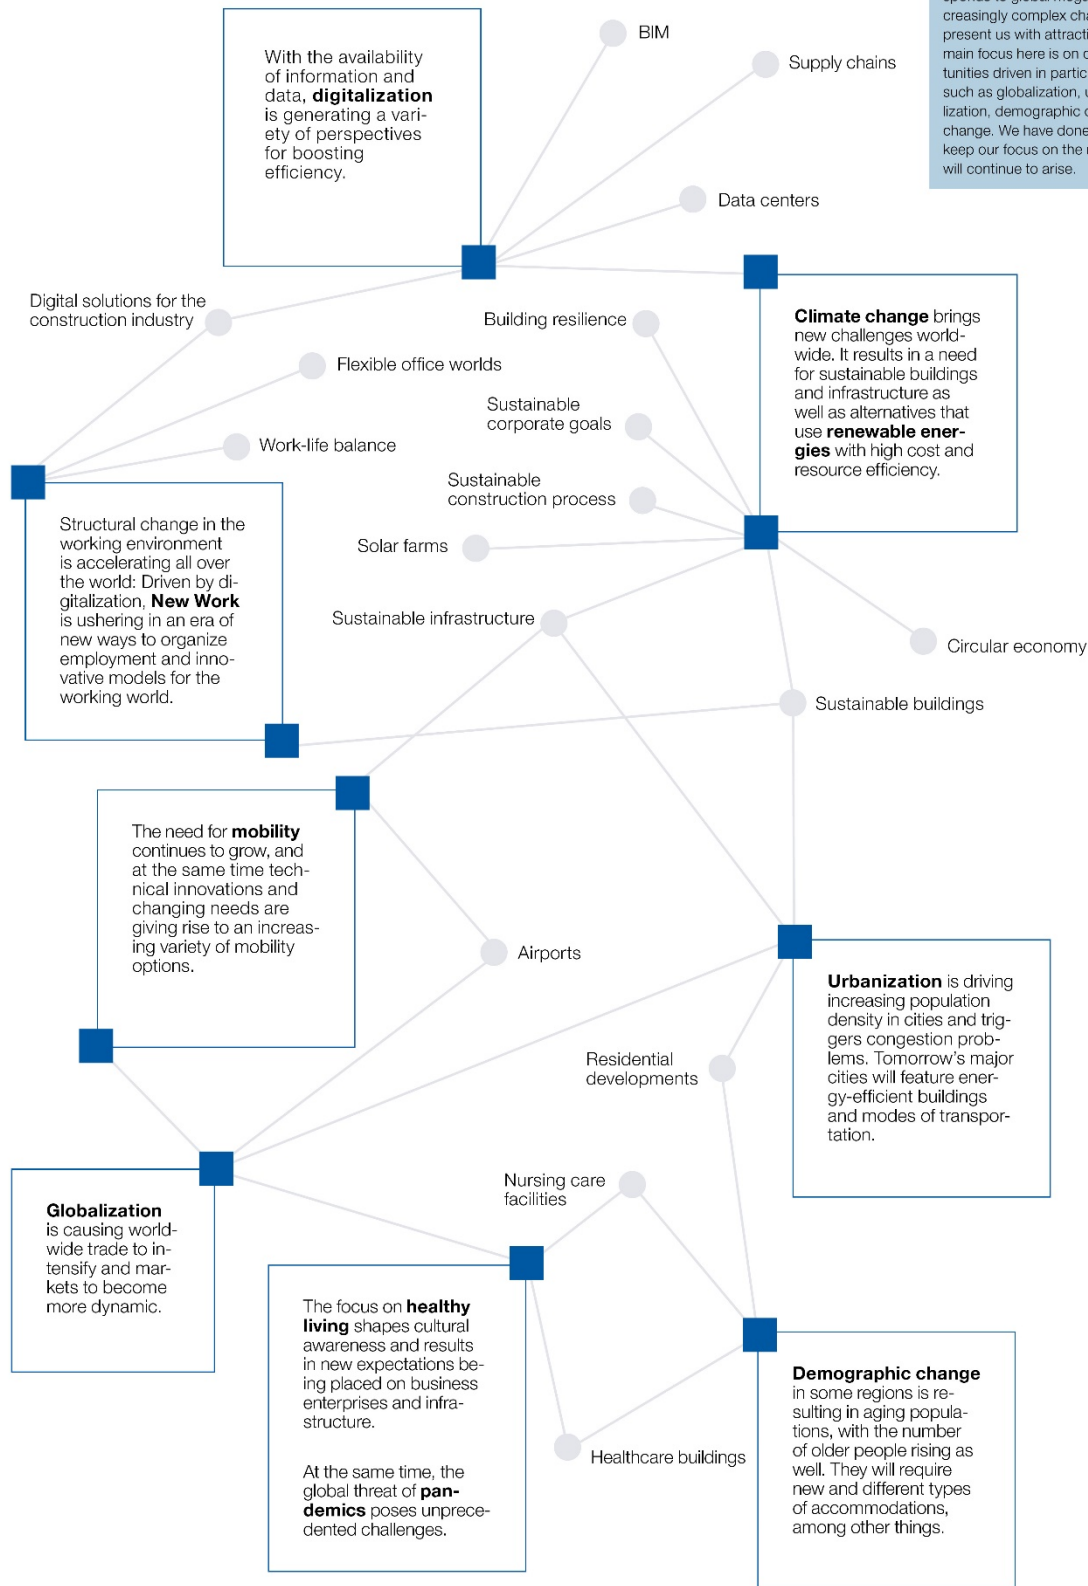 creasingly complex
present us with
main focus here is on
tunities driven in
such as globalization,
lization, demographic
change. We have done
keep our focus on the
will continue to arise.
BIM
Supply chains
With the availability
of information and
data, digitalization
is generating a vari-
ety of perspectives
for boosting
efficiency.
Data centers
Digital solutions for the
construction industry
Building resilience
Flexible office worlds
Sustainable
corporate goals
Work-life balance
Climate change brings
new challenges world-
wide. It results in a need
for sustainable buildings
and infrastructure as
well as alternatives that
use renewable ener-
gies with high cost and
resource efficiency.
Sustainable
construction process
Solar farms
Structural change in the
working environment
is accelerating all over
the world: Driven by di-
gitalization, New Work
is ushering in an era of
new ways to organize
employment and inno-
vative models for the
working world.
Sustainable infrastructure
Circular economy
Sustainable buildings
The need for mobility
continues to grow, and
at the same time tech-
nical innovations and
changing needs are
giving rise to an increas-
ing variety of mobility
options.
Airports
Urbanization is driving
increasing population
density in cities and trig-
gers congestion prob-
lems. Tomorrow's major
cities will feature ener-
gy-efficient buildings
and modes of transpor-
tation.
Residential
developments
Nursing care
facilities
Globalization
is causing world-
wide trade to in-
tensify and mar-
kets to become
more dynamic.
The focus on healthy
living shapes cultural
awareness and results
in new expectations be-
ing placed on business
enterprises and infra-
structure.
At the same time, the
global threat of pan-
demics poses unprece-
dented challenges.
Healthcare buildings
Demographic change
in some regions is re-
sulting in aging popula-
tions, with the number
of older people rising as
well. They will require
new and different types
of accommodations,
among other things.